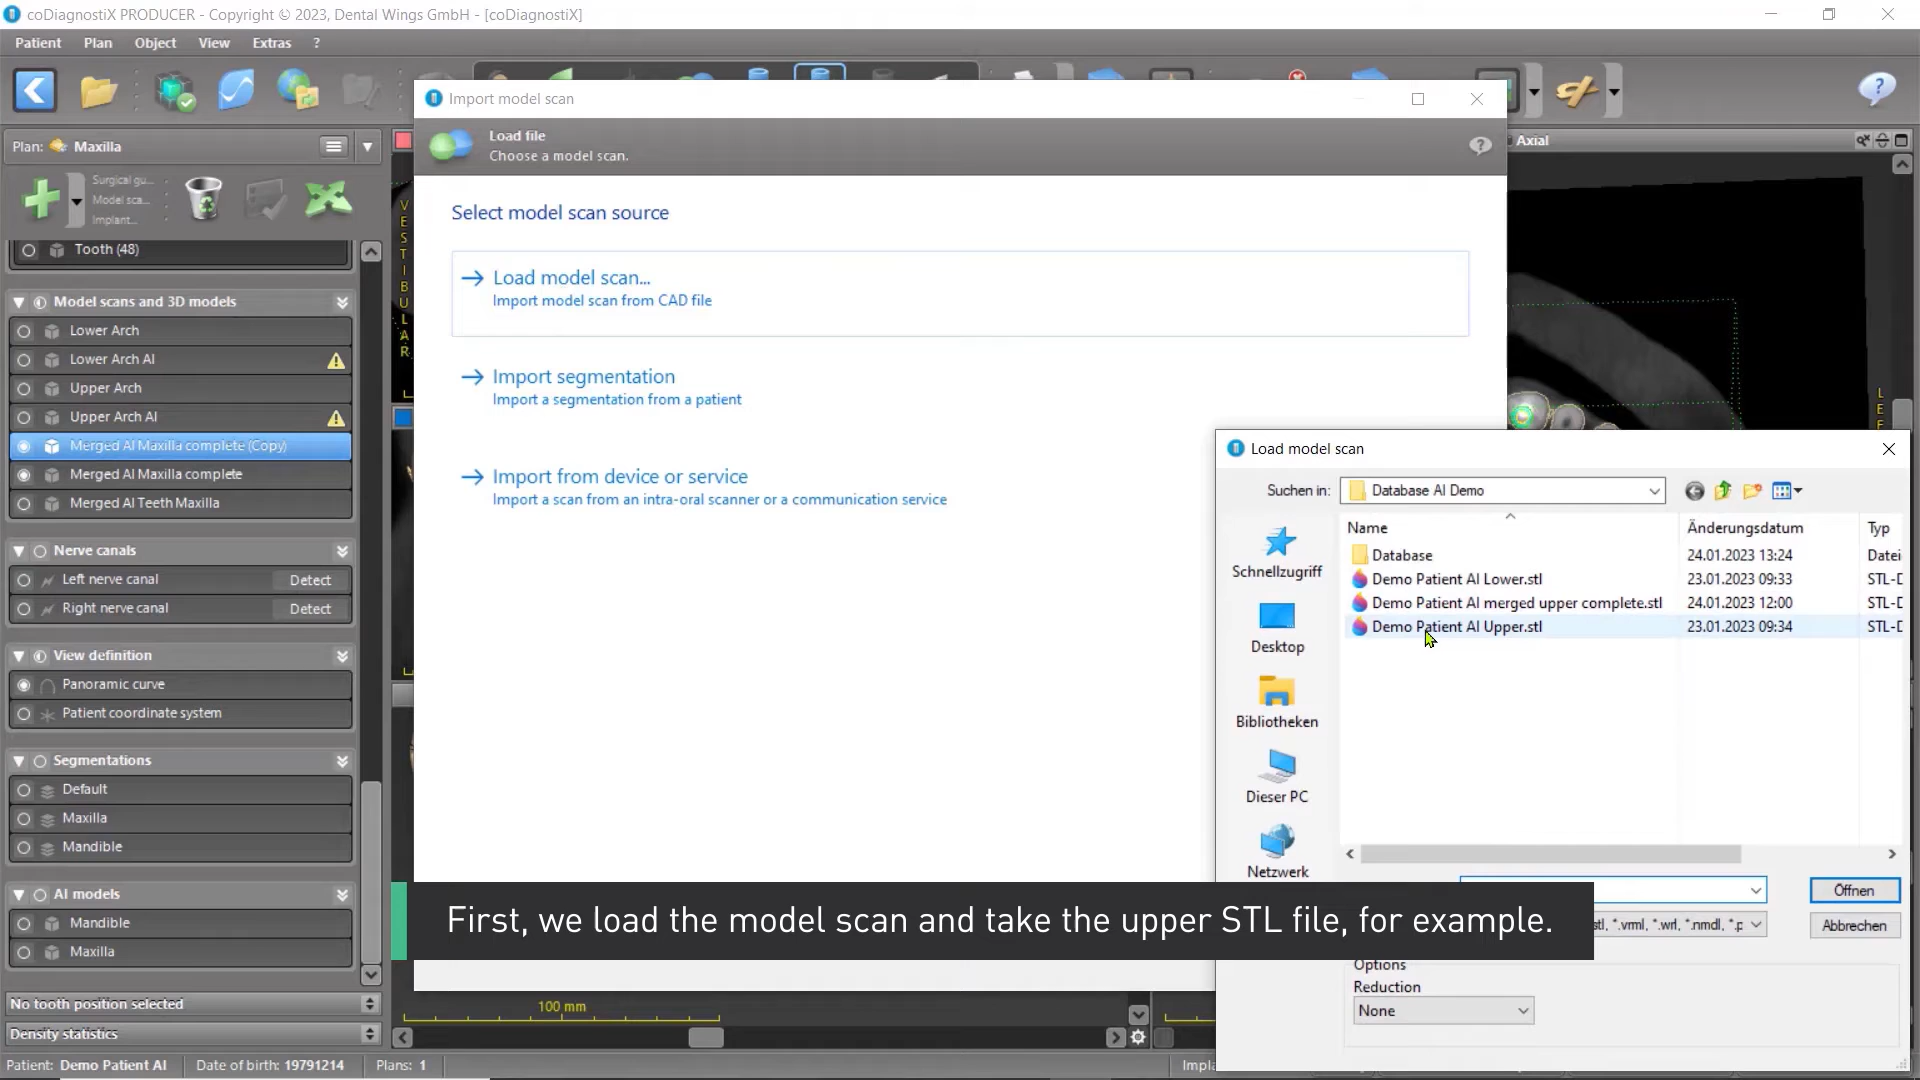 coDiagnostiX PRODUCER - Copyright © 2023, Dental Wings GmbH - [coDiagnostiX]
Patient Plan Object View Extras ?
Import model scan
Load file
Choose a model scan.
Plan: Maxilla
Surgical gu...
Model sca...
Implant...
Axial
Tooth (48)
Model scans and 3D models
Lower Arch
Lower Arch AI
Upper Arch
Upper Arch AI
Merged AI Maxilla complete (Copy)
Merged AI Maxilla complete
Merged AI Teeth Maxilla
Nerve canals
Left nerve canal Detect
Right nerve canal Detect
View definition
Panoramic curve
Patient coordinate system
Segmentations
Default
Maxilla
Mandible
AI models
Mandible
Maxilla
No tooth position selected
Density statistics
VESTIBULAR
Select model scan source
Load model scan...
Import model scan from CAD file
Import segmentation
Import a segmentation from a patient
Import from device or service
Import a scan from an intra-oral scanner or a communication service
L
E
F
Load model scan
Suchen in: Database AI Demo
Name Änderungsdatum Typ
Database 24.01.2023 13:24 Datei
Demo Patient AI Lower.stl 23.01.2023 09:33 STL-D
Demo Patient AI merged upper complete.stl 24.01.2023 12:00 STL-D
Demo Patient AI Upper.stl 23.01.2023 09:34 STL-D
Schnellzugriff
Desktop
Bibliotheken
Dieser PC
Netzwerk
Öffnen
stl, *.vrml, *.wrl, *.nmdl, *.p
Abbrechen
Options
Reduction
None
First, we load the model scan and take the upper STL file, for example.
100 mm
Patient: Demo Patient AI Date of birth: 19791214 Plans: 1
Impla